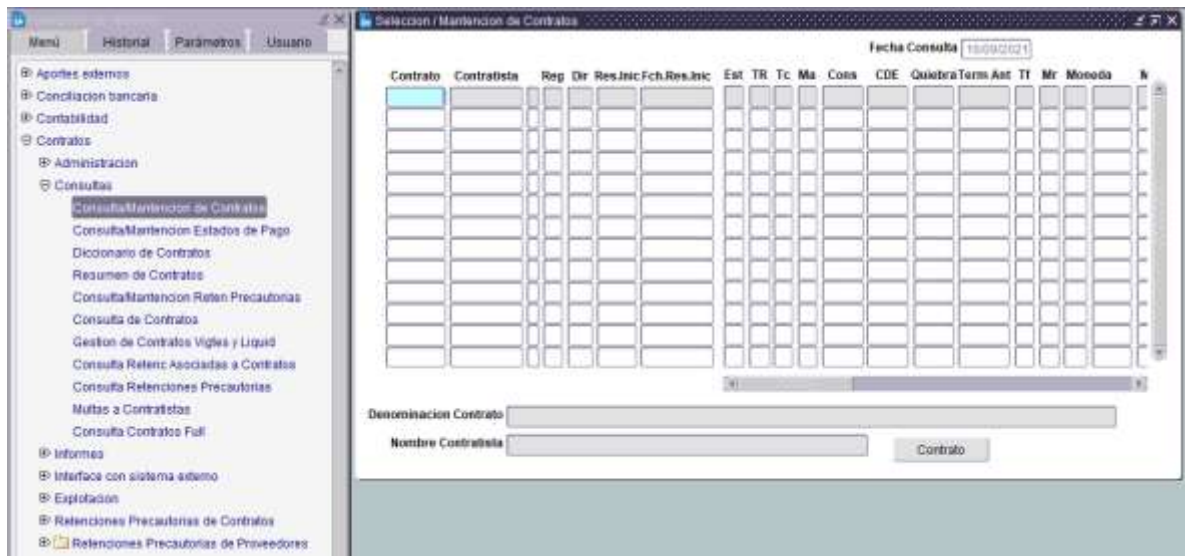 Menú Historial Parámetros Usuario
Aportes externos
Conciliacion bancaria
Contabilidad
Contratos
Administracion
Consultas
Consulta/Mantencion de Contratos
Consulta/Mantencion Estados de Pago
Diccionario de Contratos
Resumen de Contratos
Consulta/Mantencion Reten Precautorias
Consulta de Contratos
Gestion de Contratos Vigtes y Liquid
Consulta Retenc Asociadas a Contratos
Consulta Retenciones Precautorias
Multas a Contratistas
Consulta Contratos Full
Informes
Interface con sistema externo
Explotacion
Retenciones Precautorias de Contratos
Retenciones Precautorias de Proveedores
Seleccion / Mantencion de Contratos
Fecha Consulta
Contrato Contratista Reg Dir Res.Inic Fch.Res.Inic Est TR Tc Ma Cons CDE Quiebra Term Ant Tf Mr Moneda
Denominacion Contrato
Nombre Contratista
Contrato